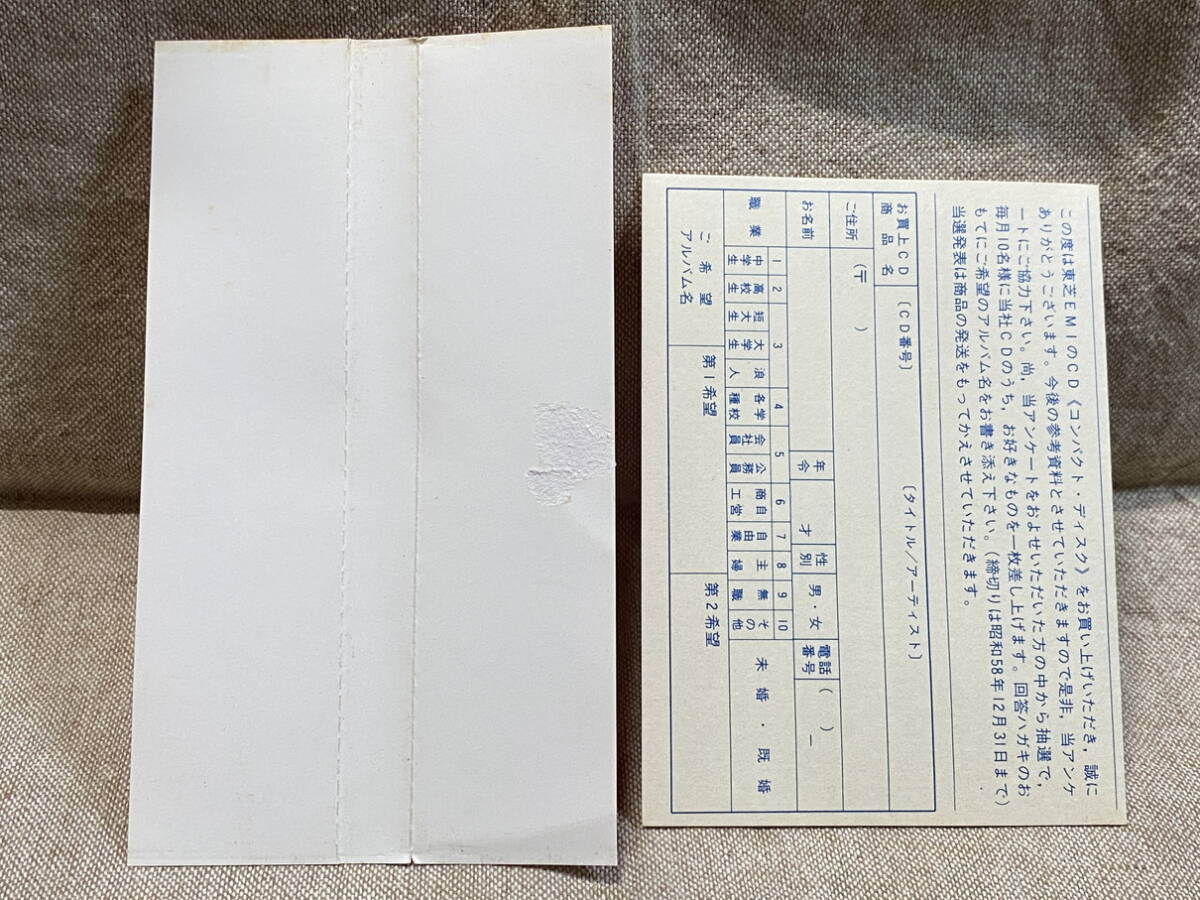 この度は東芝EMIのCD《コンパクト・ディスク》をお買い上げいただき，誠に
ありがとうございます。今後の参考資料とさせていただきますので是非，当アンケ
ートにご協力下さい。尚，当アンケートをおよせいただいた方の中から抽選で，
毎月10名様に当社CDのうち，お好きなものを一枚差し上げます。回答ハガキのお
もてにご希望のアルバム名をお書き添え下さい。(締切りは昭和58年12月31日まで)
当選発表は商品の発送をもってかえさせていただきます。
お買上CD
商品名
〔CD番号〕
〔タイトル／アーティスト〕
ご住所
(〒 )
お名前
年令
才
性別
男・女
電話番号
( ) ー
職業
1 中学生
2 高校生
3 短大生 大学生
4 浪人 各種学校
5 会社員 公務員
6 商工自営
7 自由業
8 主婦
9 無職
10 その他
未婚・既婚
ご希望
アルバム名
第1希望
第2希望